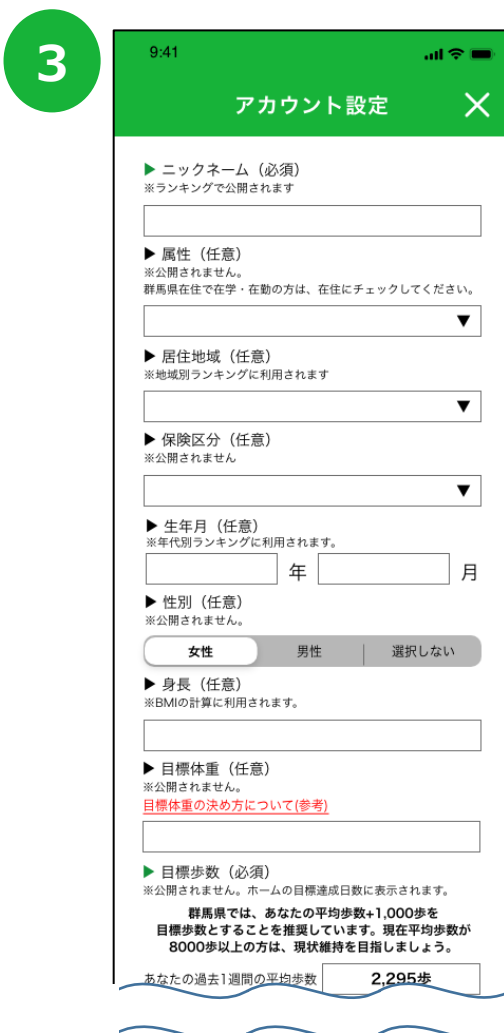 3
9:41
アカウント設定
▶ ニックネーム（必須）
※ランキングで公開されます
▶ 属性（任意）
※公開されません。
群馬県在住で在学・在勤の方は、在住にチェックしてください。
▼
▶ 居住地域（任意）
※地域別ランキングに利用されます
▼
▶ 保険区分（任意）
※公開されません
▼
▶ 生年月（任意）
※年代別ランキングに利用されます。
年 月
▶ 性別（任意）
※公開されません。
女性 男性 選択しない
▶ 身長（任意）
※BMIの計算に利用されます。
▶ 目標体重（任意）
※公開されません。
目標体重の決め方について(参考)
▶ 目標歩数（必須）
※公開されません。ホームの目標達成日数に表示されます。
群馬県では、あなたの平均歩数+1,000歩を
目標歩数とすることを推奨しています。現在平均歩数が
8000歩以上の方は、現状維持を目指しましょう。
あなたの過去1週間の平均歩数 2,295歩